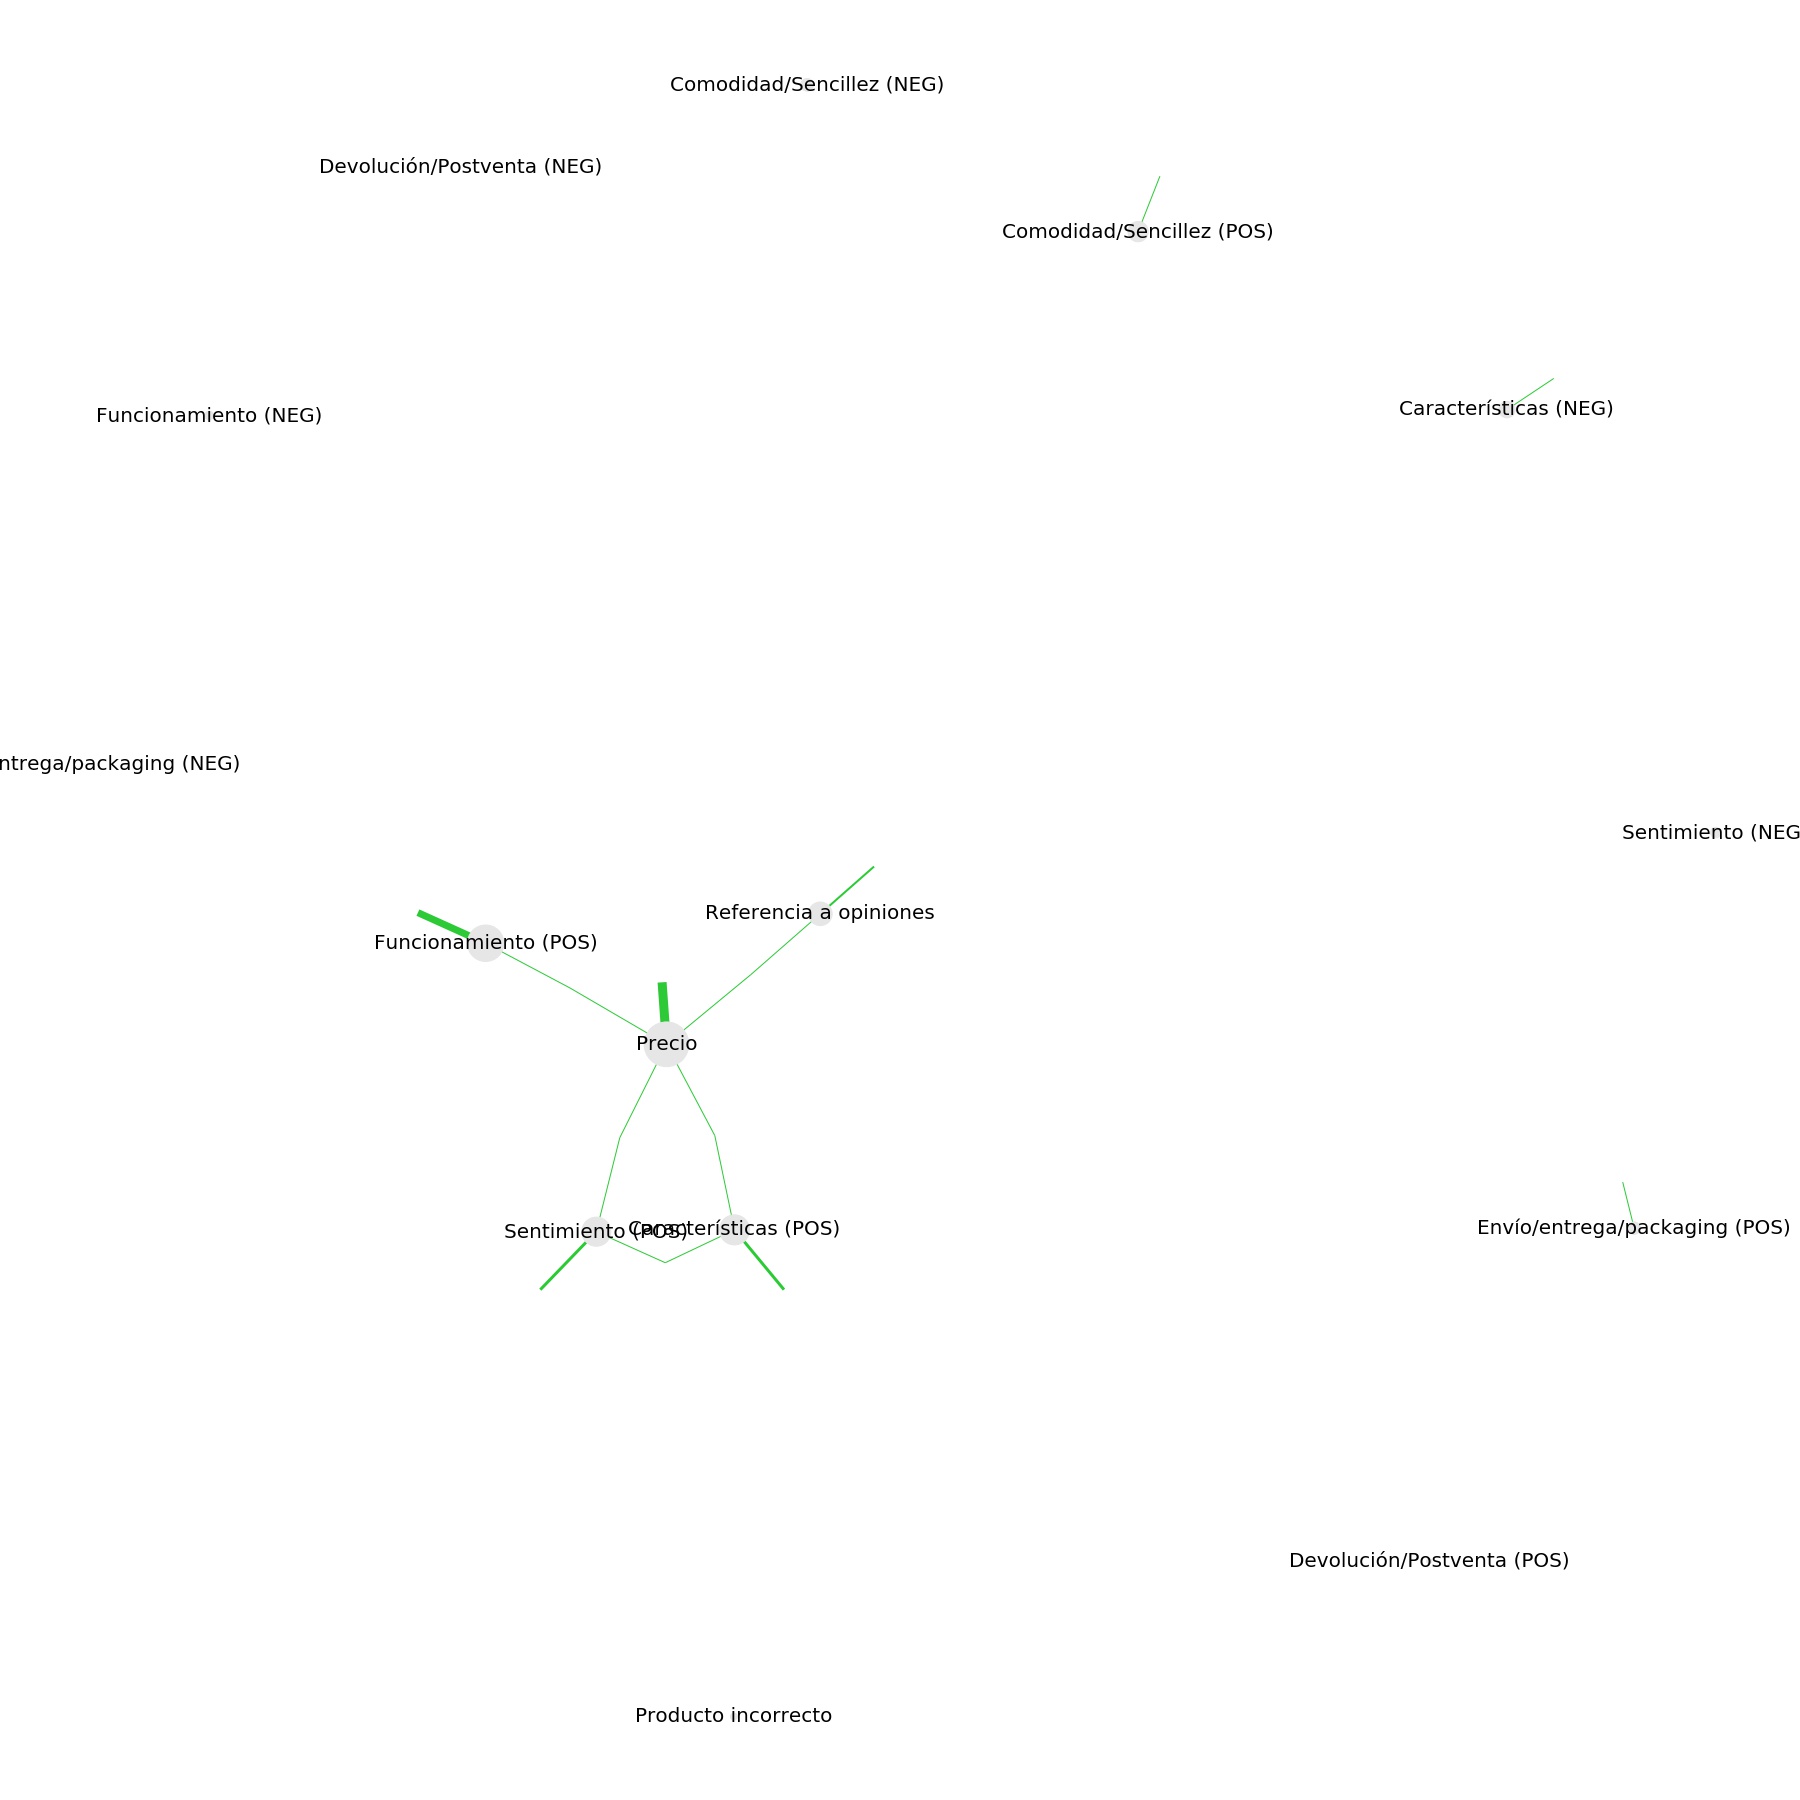 Comodidad/Sencillez (NEG)
Devolución/Postventa (NEG)
Comodidad/Sencillez (POS)
Características (NEG)
Funcionamiento (NEG)
ntrega/packaging (NEG)
Sentimiento (NEG
Referencia a opiniones
Funcionamiento (POS)
Precio
Sentimiento (POS)
Características (POS)
Envío/entrega/packaging (POS)
Devolución/Postventa (POS)
Producto incorrecto